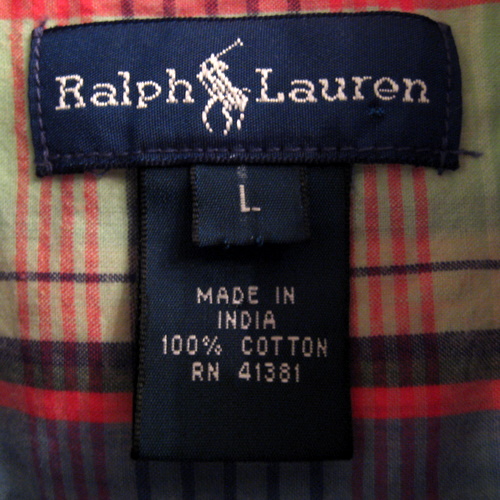 Ralph Lauren
L
MADE IN
INDIA
100% COTTON
RN 41381